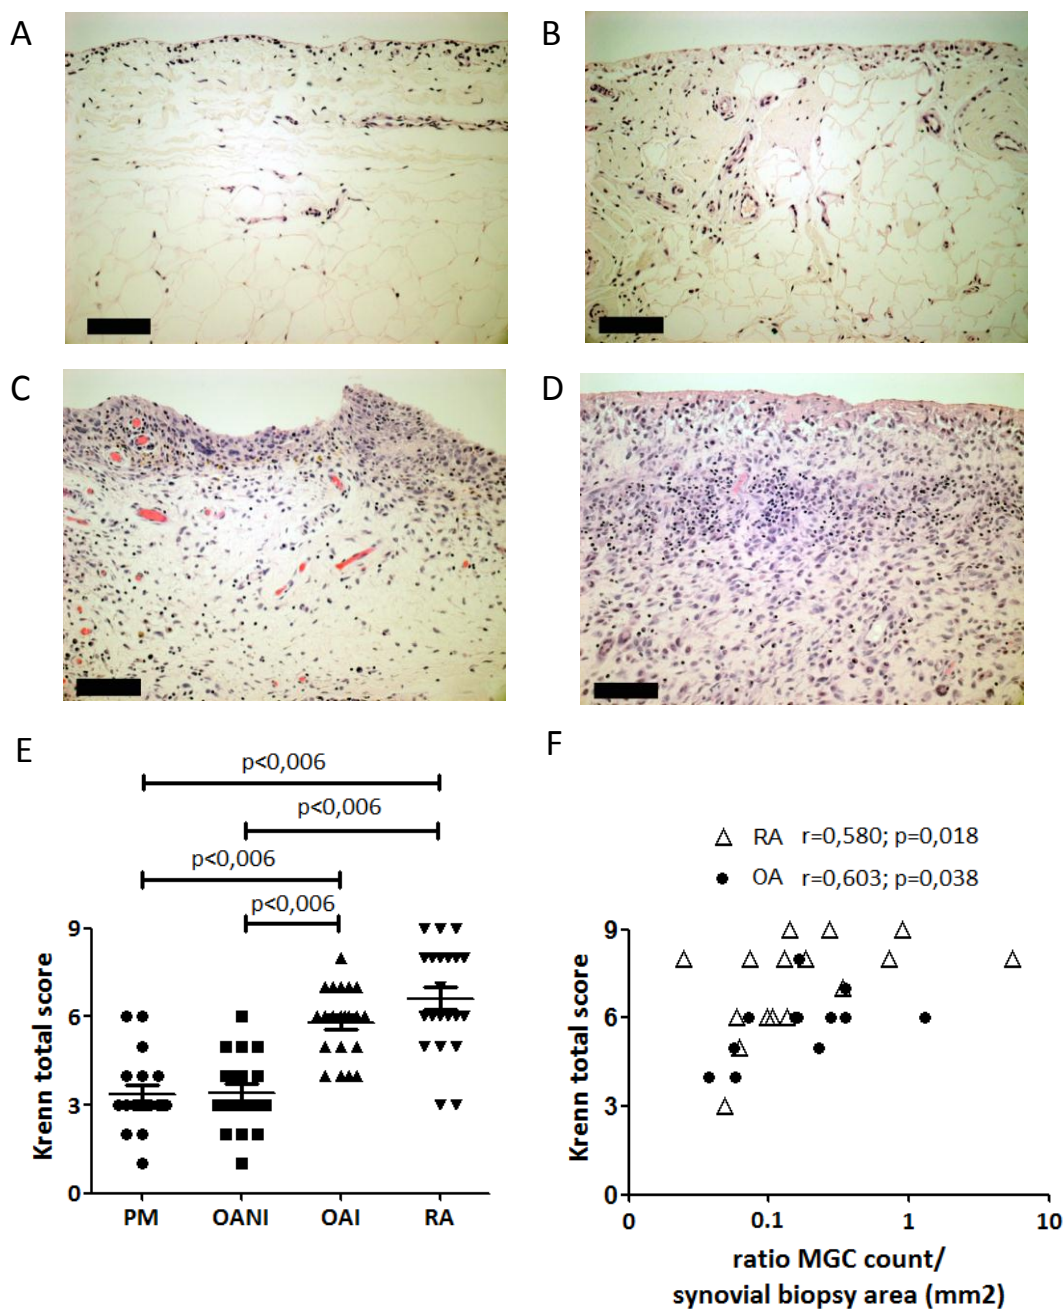 A
B
C
D
E
p<0,006
p<0,006
p<0,006
p<0,006
Krenn total score
9
6
3
0
PM OANI OAI RA
F
RA r=0,580; p=0,018
OA r=0,603; p=0,038
Krenn total score
9
6
3
0
0 0.1 1 10
ratio MGC count/
synovial biopsy area (mm2)